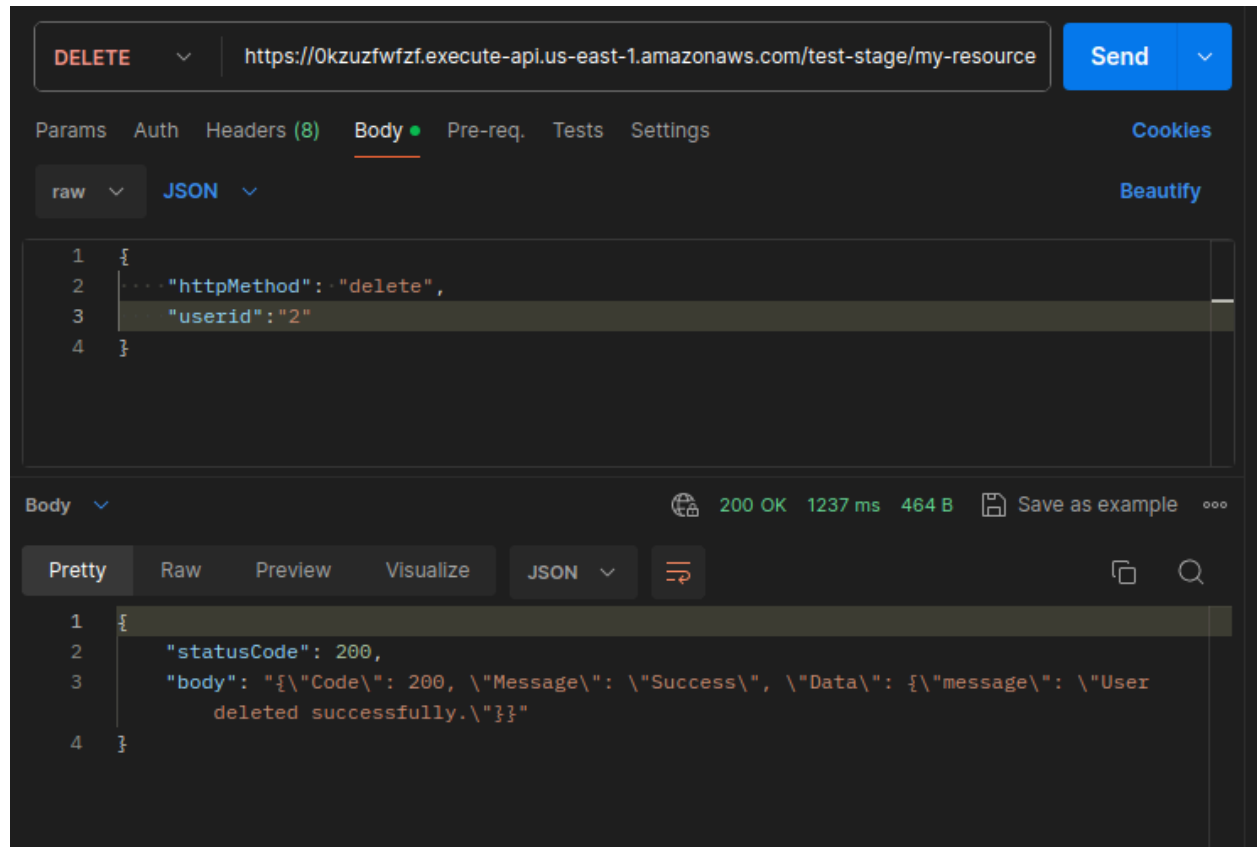 DELETE https://0kzuzfwfzf.execute-api.us-east-1.amazonaws.com/test-stage/my-resource Send
Params Auth Headers (8) Body Pre-req. Tests Settings Cookies
raw JSON Beautify
1 {
2 "httpMethod": "delete",
3 "userid":"2"
4 }
Body 200 OK 1237 ms 464 B Save as example
Pretty Raw Preview Visualize JSON
1 {
2 "statusCode": 200,
3 "body": "{\"Code\": 200, \"Message\": \"Success\", \"Data\": {\"message\": \"User
deleted successfully.\"}}"
4 }